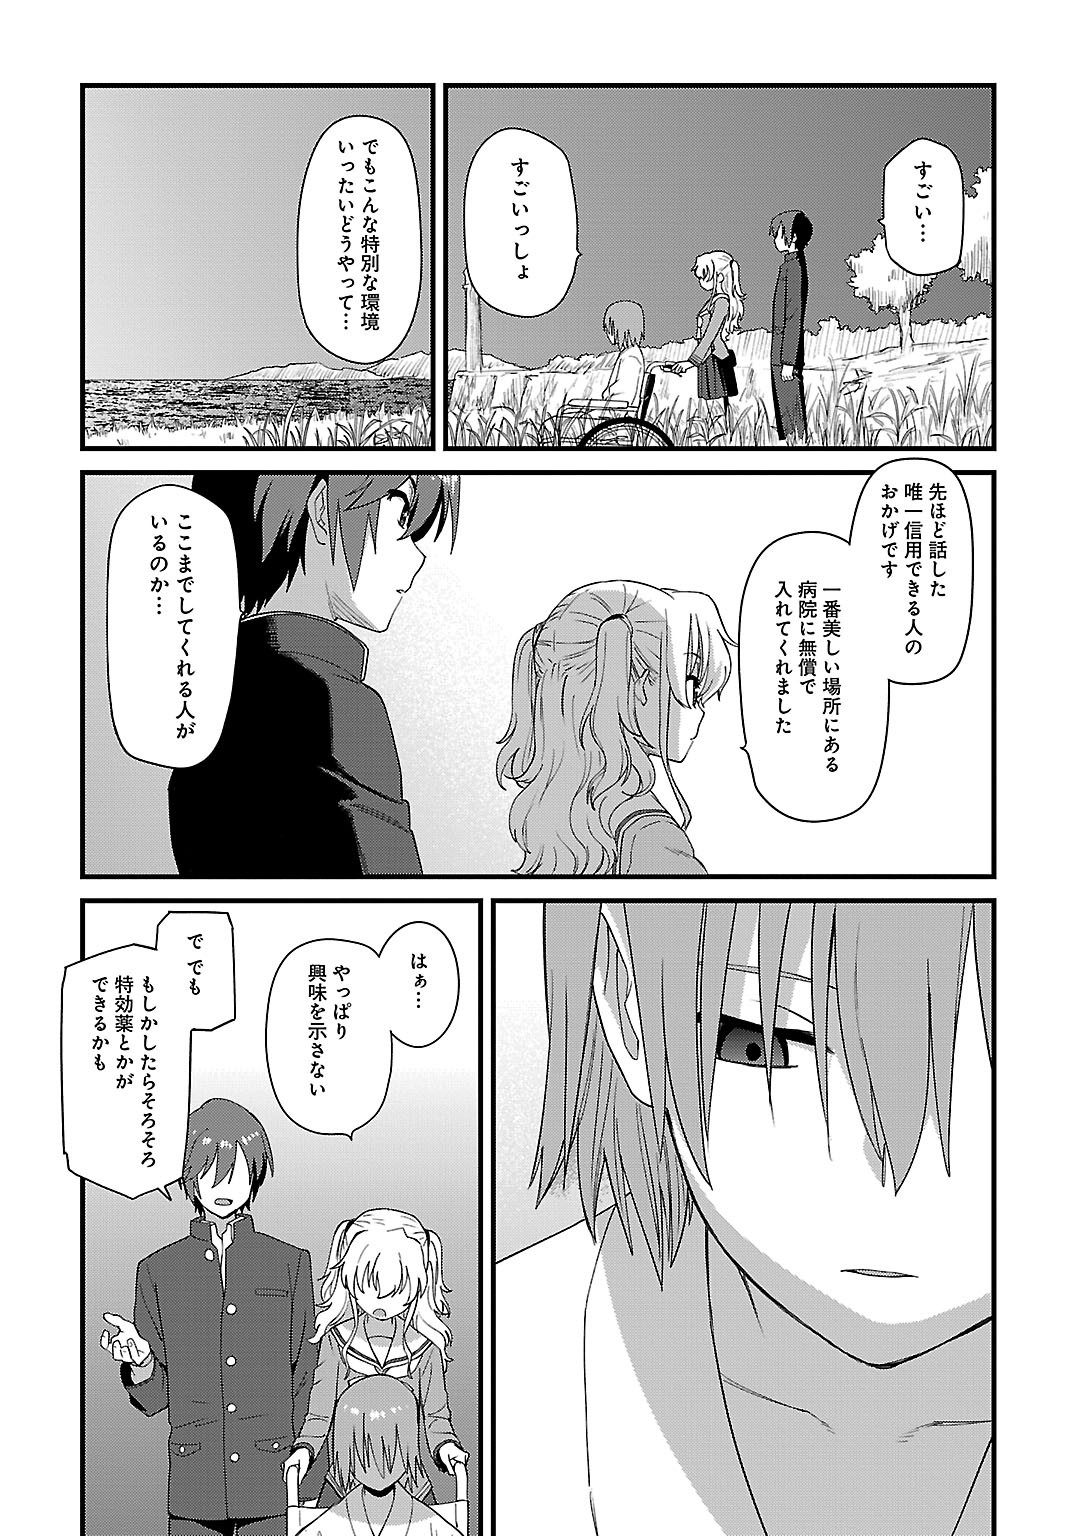 すごい…
すごいっしょ
でもこんな特別な環境
いったいどうやって…
先ほど話した
唯一信用できる人の
おかげです
一番美しい場所にある
病院に無償で
入れてくれました
ここまでしてくれる人が
いるのか…
はぁ…
やっぱり
興味を示さない
で でも
もしかしたらそろそろ
特効薬とかが
できるかも